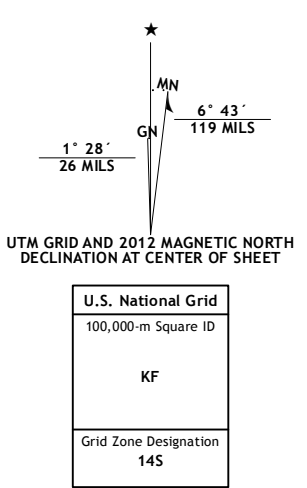 ★
MN
GN
6° 43´
119 MILS
1° 28´
26 MILS
UTM GRID AND 2012 MAGNETIC NORTH
DECLINATION AT CENTER OF SHEET
U.S. National Grid
100,000-m Square ID
KF
Grid Zone Designation
14S